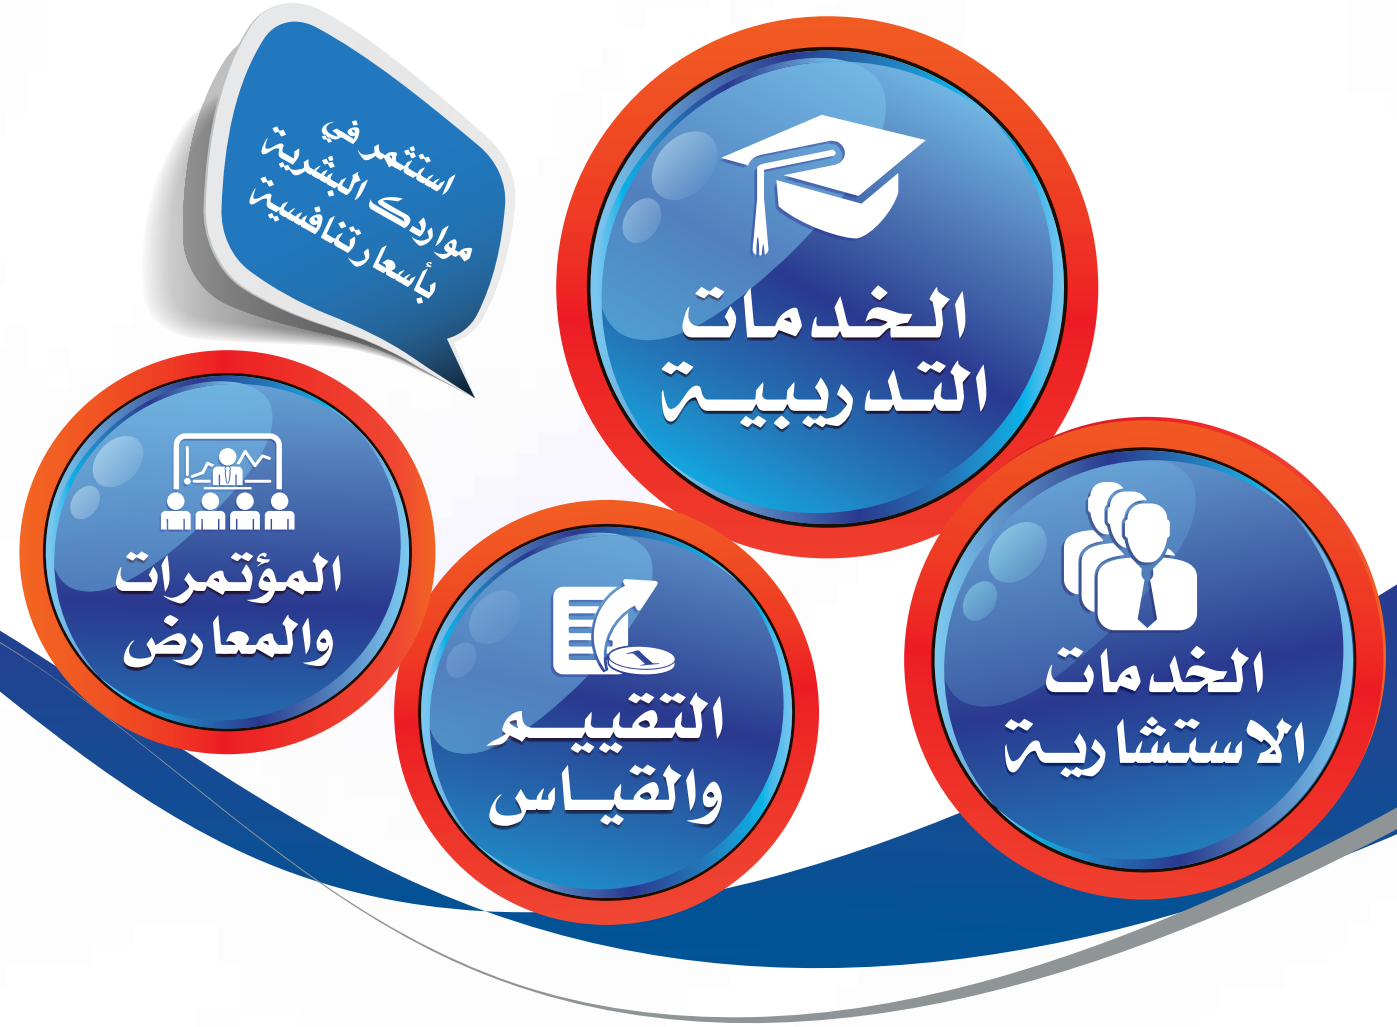 استثمر في
مواردك البشرية
بأسعار تنافسية
الخدمات
التدريبية
الخدمات
الاستشارية
التقييم
والقياس
المؤتمرات
والمعارض